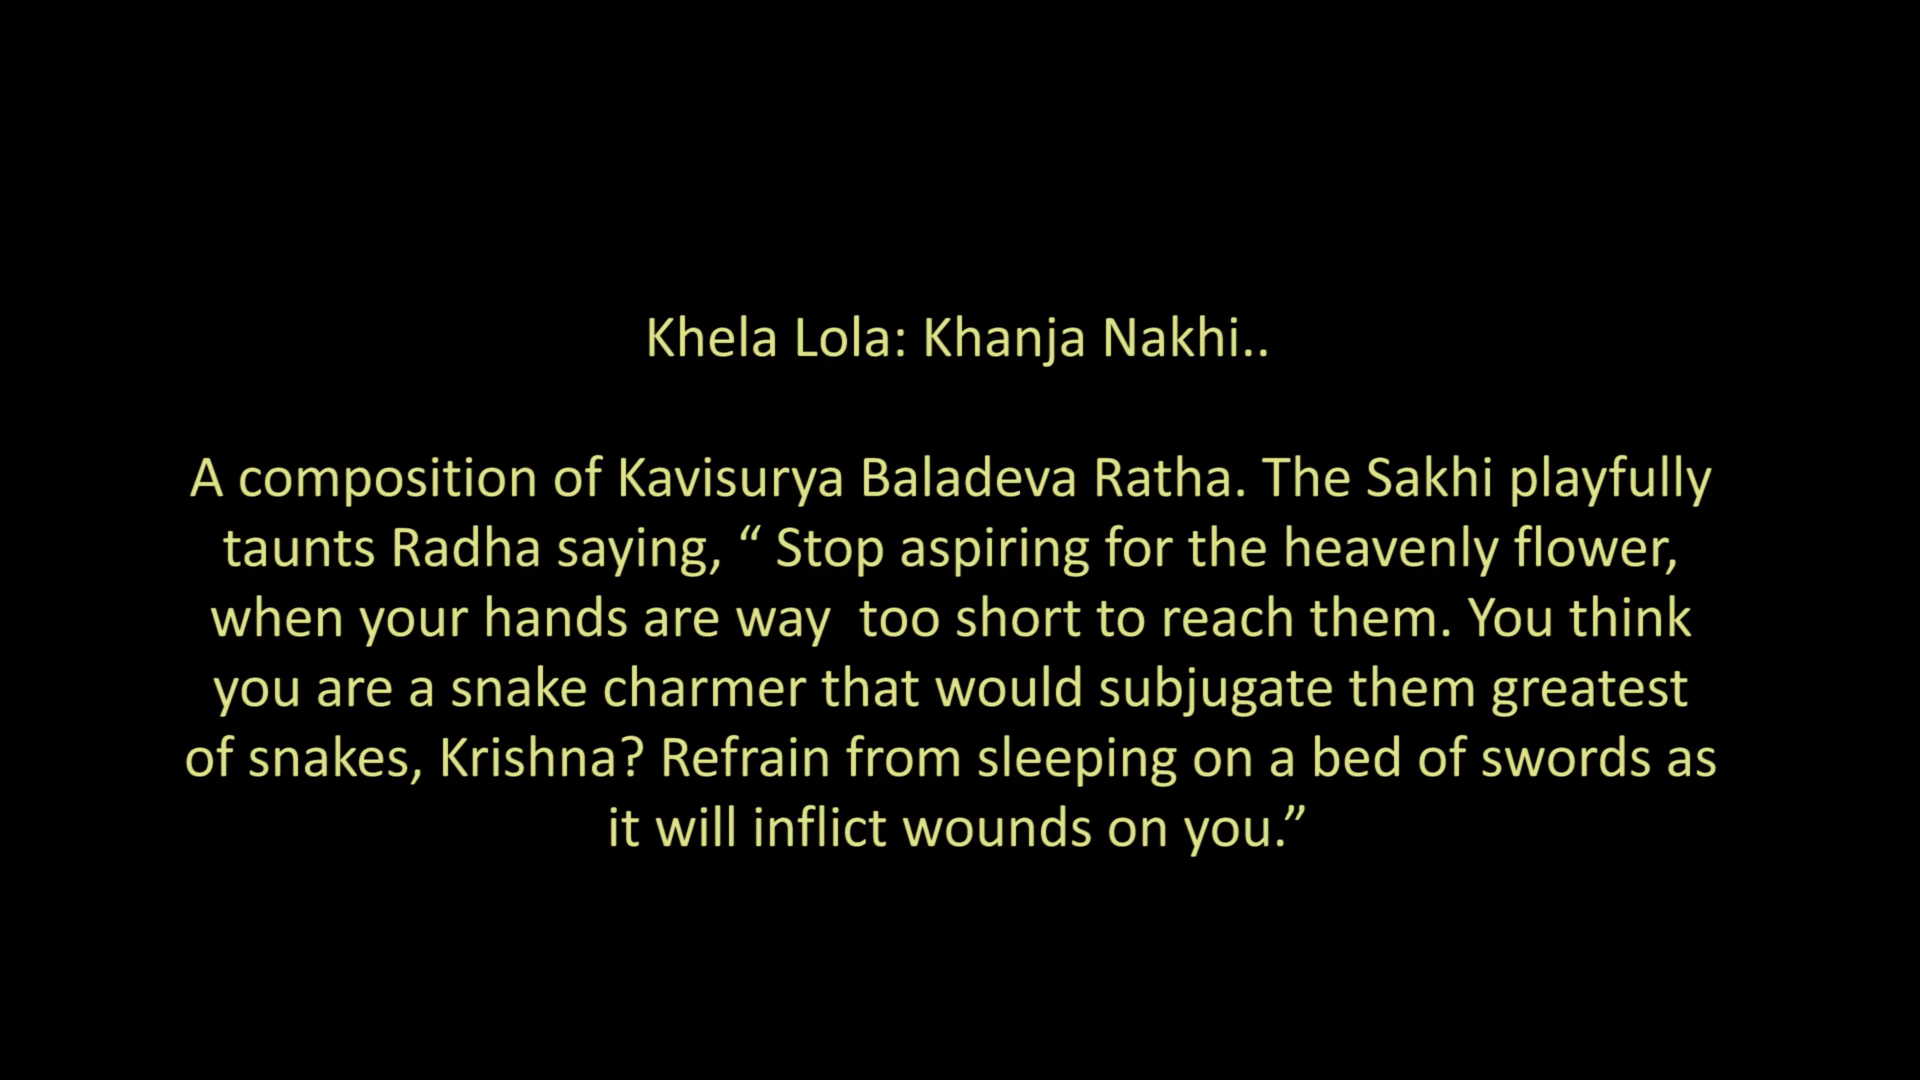 Khela Lola: Khanja Nakhi..
A composition of Kavisurya Baladeva Ratha. The Sakhi playfully
taunts Radha saying, “ Stop aspiring for the heavenly flower,
when your hands are way  too short to reach them. You think
you are a snake charmer that would subjugate them greatest
of snakes, Krishna? Refrain from sleeping on a bed of swords as
it will inflict wounds on you.”